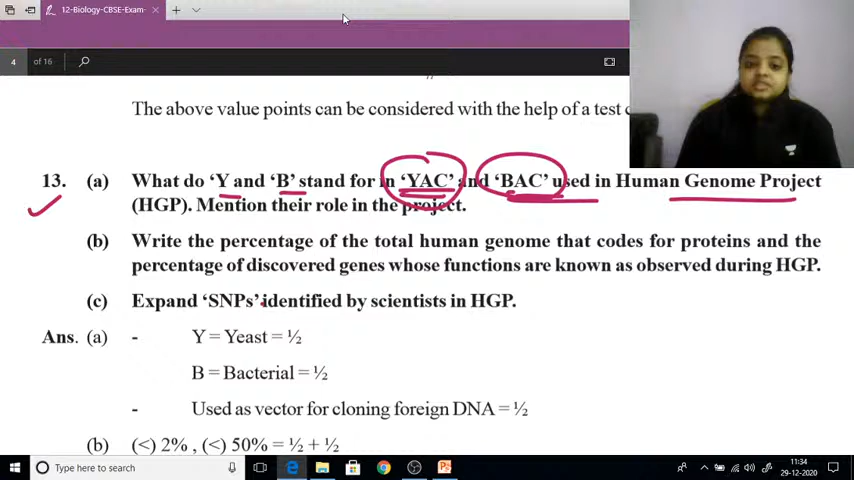 12-Biology-CBSE-Exam-
4 of 16
The above value points can be considered with the help of a test
13. (a) What do ‘Y and ‘B’ stand for in ‘YAC’ and ‘BAC’ used in Human Genome Project
(HGP). Mention their role in the project.
(b) Write the percentage of the total human genome that codes for proteins and the
percentage of discovered genes whose functions are known as observed during HGP.
(c) Expand ‘SNPs’ identified by scientists in HGP.
Ans. (a) - Y = Yeast = ½
B = Bacterial = ½
- Used as vector for cloning foreign DNA = ½
(b) (<) 2% , (<) 50% = ½ + ½
Type here to search
11:34
29-12-2020